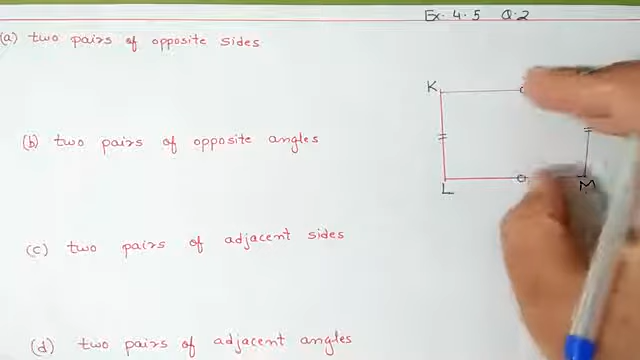 Ex. 4.5 Q.2
(a) two pairs of opposite sides
K
(b) two pairs of opposite angles
L
M
(c) two pairs of adjacent sides
(d) two pairs of adjacent angles